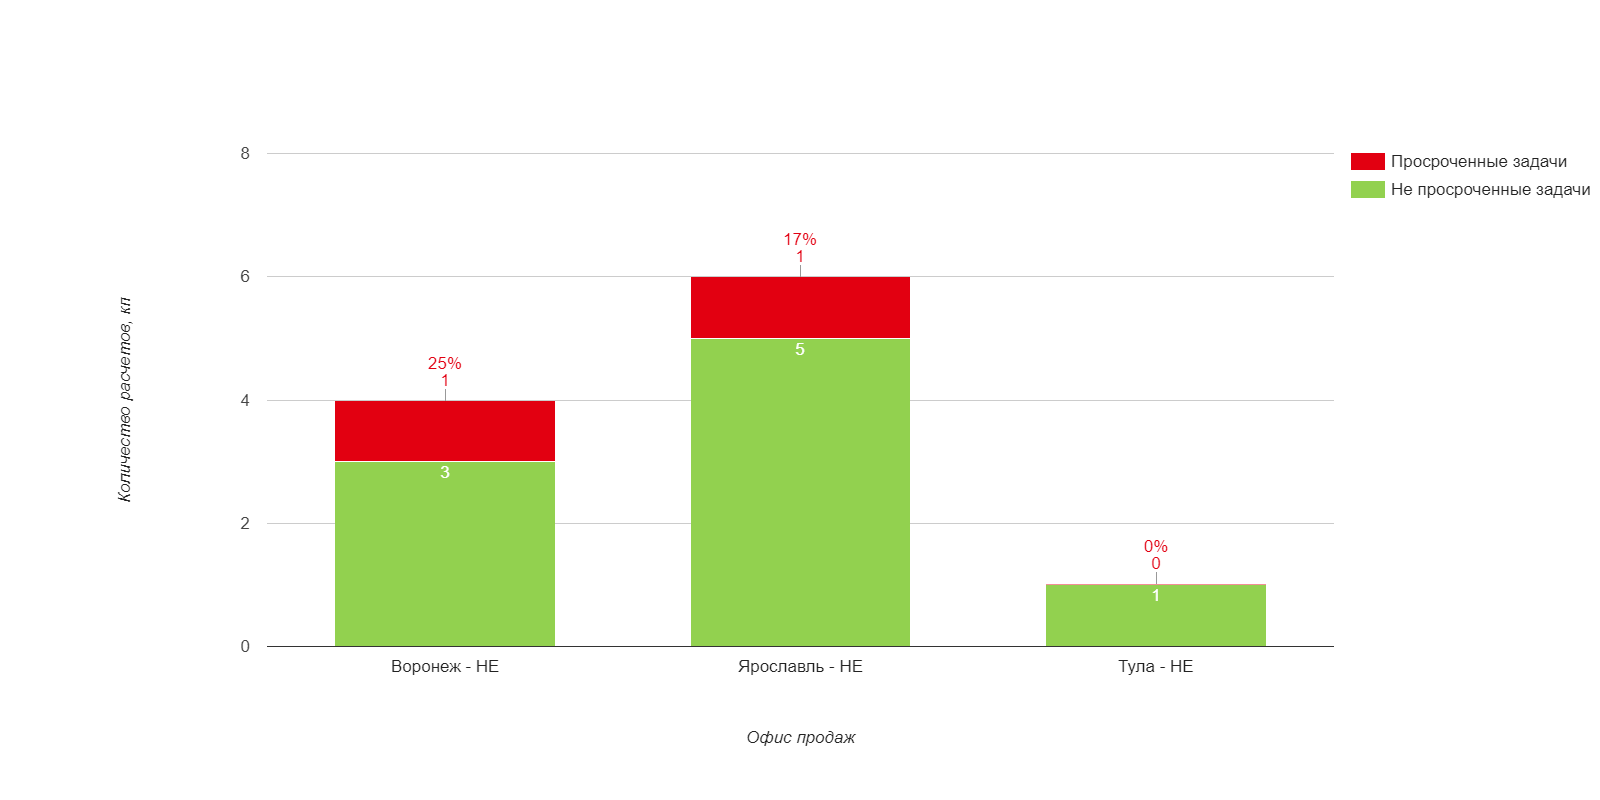 8
6
4
2
0
Количество расчетов, кп
25%
1
3
17%
1
5
0%
0
1
Воронеж - НЕ
Ярославль - НЕ
Тула - НЕ
Офис продаж
Просроченные задачи
Не просроченные задачи